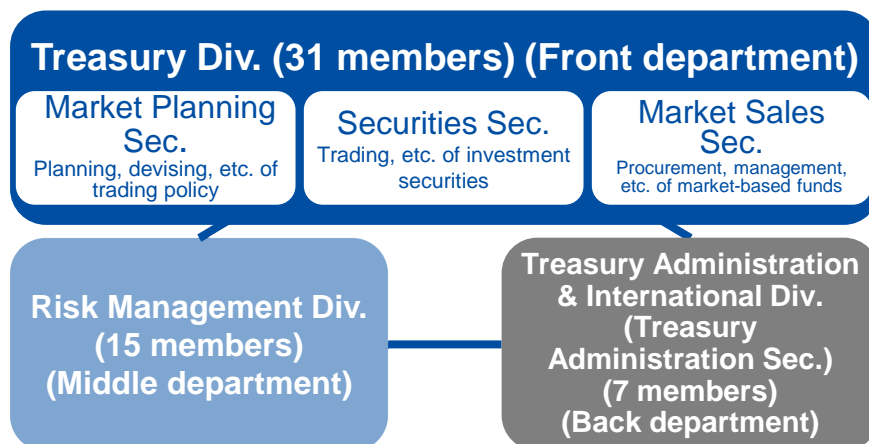 Treasury Div. (31 members) (Front department)
Market Planning
Sec.
Planning, devising, etc. of
trading policy
Securities Sec.
Trading, etc. of investment
securities
Market Sales
Sec.
Procurement, management,
etc. of market-based funds
Risk Management Div.
(15 members)
(Middle department)
Treasury Administration
& International Div.
(Treasury
Administration Sec.)
(7 members)
(Back department)